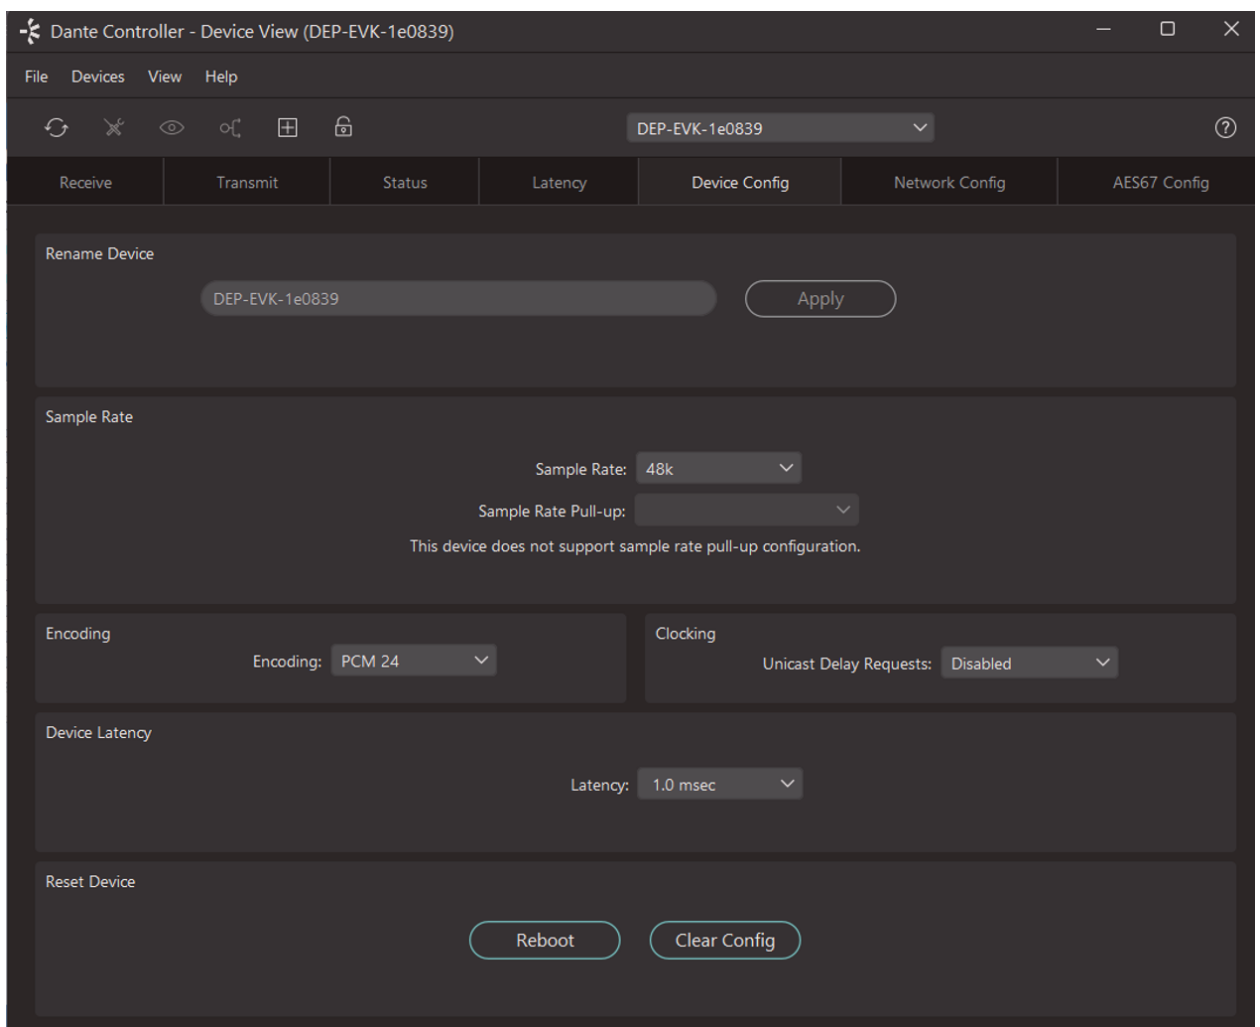 Dante Controller - Device View (DEP-EVK-1e0839)
File Devices View Help
DEP-EVK-1e0839
Receive Transmit Status Latency Device Config Network Config AES67 Config
Rename Device
DEP-EVK-1e0839 Apply
Sample Rate
Sample Rate: 48k
Sample Rate Pull-up:
This device does not support sample rate pull-up configuration.
Encoding
Encoding: PCM 24
Clocking
Unicast Delay Requests: Disabled
Device Latency
Latency: 1.0 msec
Reset Device
Reboot Clear Config